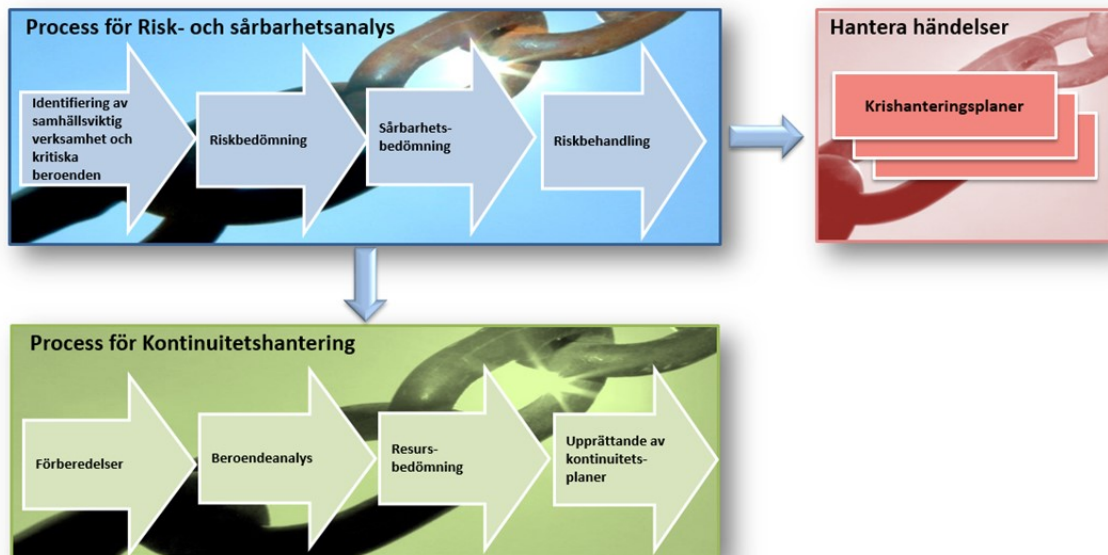 Process för Risk- och sårbarhetsanalys
Identifiering av
samhällsviktig
verksamhet och
kritiska
beroenden
Riskbedömning
Sårbarhets-
bedömning
Riskbehandling
Hantera händelser
Krishanteringsplaner
Process för Kontinuitetshantering
Förberedelser
Beroendeanalys
Resurs-
bedömning
Upprättande av
kontinuitets-
planer